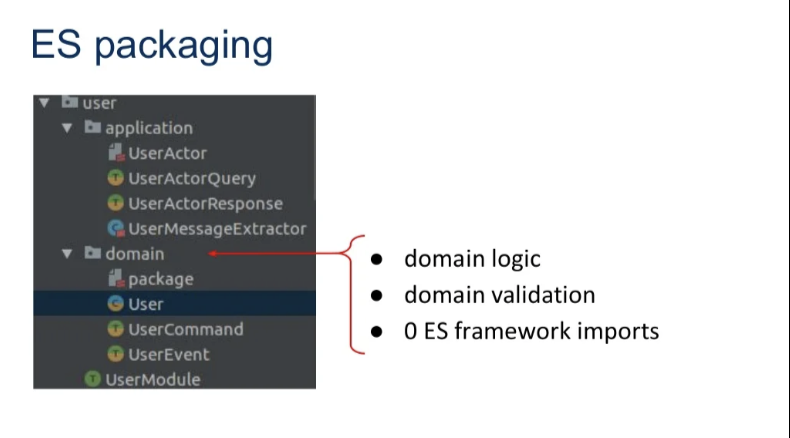 ES packaging
user
application
UserActor
UserActorQuery
UserActorResponse
UserMessageExtractor
domain
package
User
UserCommand
UserEvent
UserModule
● domain logic
● domain validation
● 0 ES framework imports